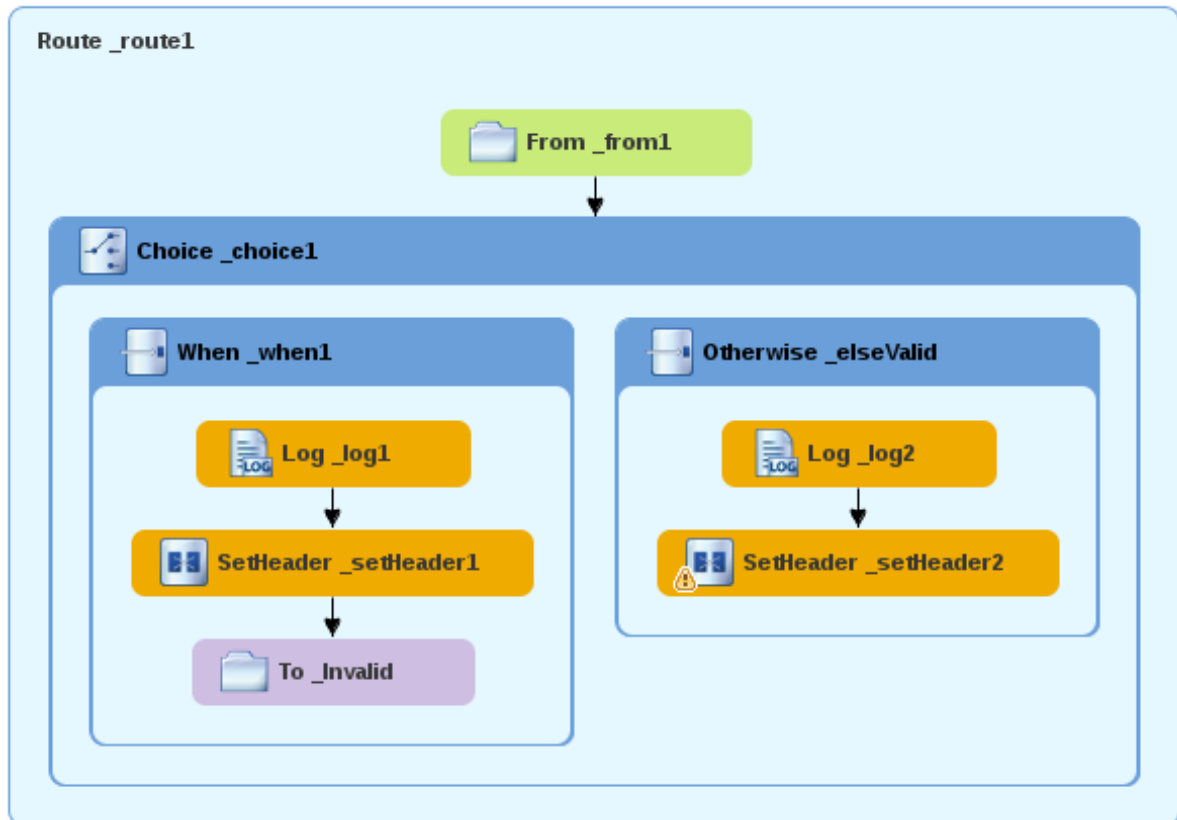 Route _route1
From _from1
Choice _choice1
When _when1
Otherwise _elseValid
Log _log1
Log _log2
SetHeader _setHeader1
SetHeader _setHeader2
To _Invalid
LOG
LOG